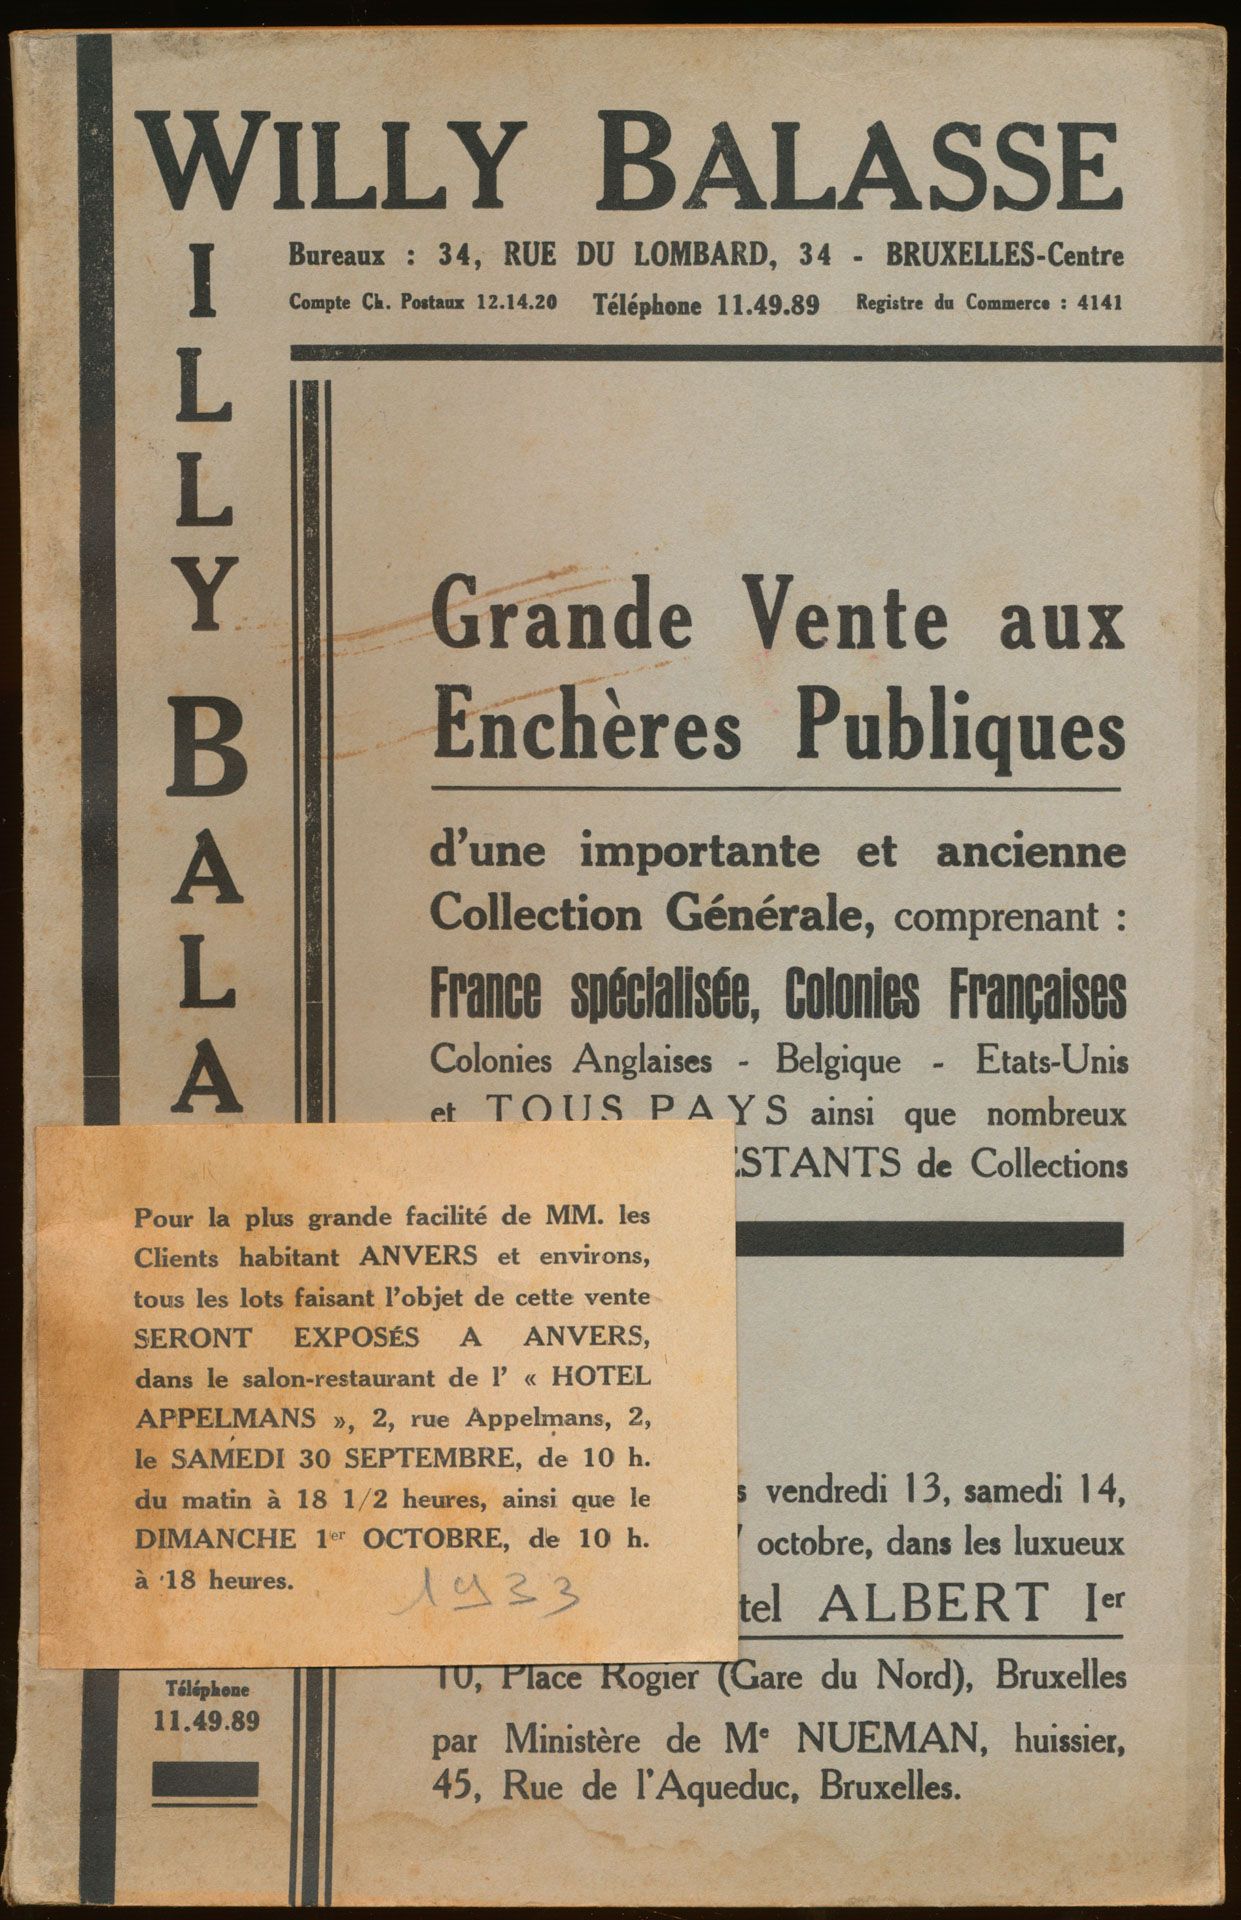 WILLY BALASSE
Bureaux : 34, RUE DU LOMBARD, 34 - BRUXELLES-Centre
Compte Ch. Postaux 12.14.20 Téléphone 11.49.89 Registre du Commerce : 4141
I
L
L
Y
B
A
L
A
Grande Vente aux
Enchères Publiques
d'une importante et ancienne
Collection Générale, comprenant :
France spécialisée, Colonies Françaises
Colonies Anglaises - Belgique - Etats-Unis
et TOUS PAYS ainsi que nombreux
ESTANTS de Collections
Pour la plus grande facilité de MM. les
Clients habitant ANVERS et environs,
tous les lots faisant l'objet de cette vente
SERONT EXPOSÉS A ANVERS,
dans le salon-restaurant de l' « HOTEL
APPELMANS », 2, rue Appelmans, 2,
le SAMEDI 30 SEPTEMBRE, de 10 h.
du matin à 18 1/2 heures, ainsi que le
DIMANCHE 1er OCTOBRE, de 10 h.
à 18 heures.
1933
s vendredi 13, samedi 14,
octobre, dans les luxueux
tel ALBERT Ier
10, Place Rogier (Gare du Nord), Bruxelles
par Ministère de Me NUEMAN, huissier,
45, Rue de l'Aqueduc, Bruxelles.
Téléphone
11.49.89